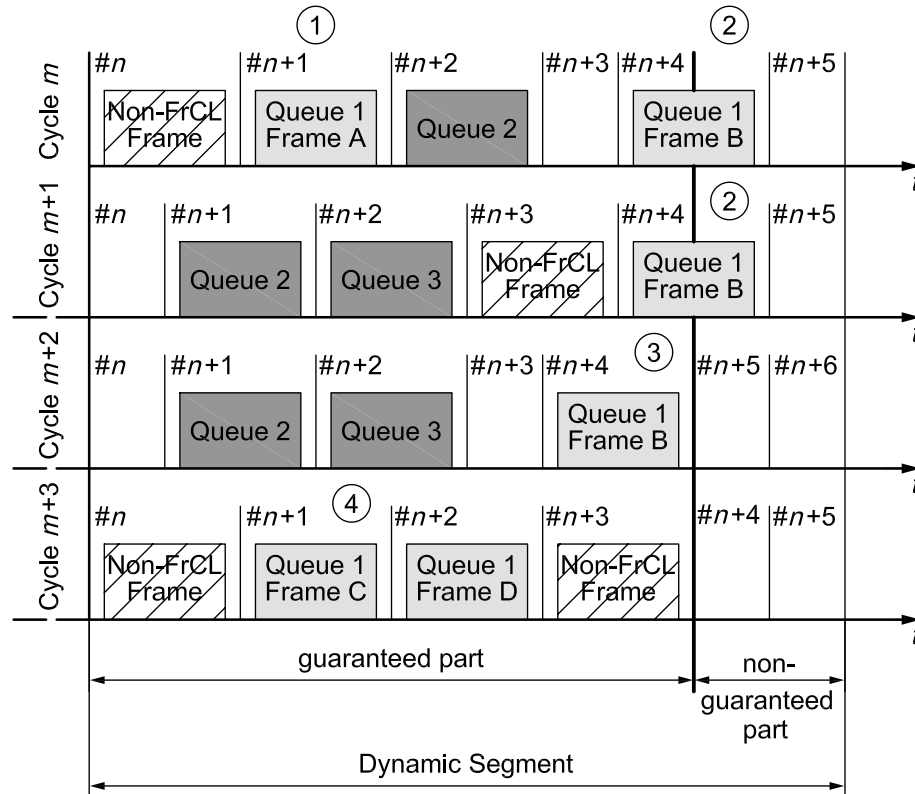 ① ②
#n #n+1 #n+2 #n+3 #n+4 #n+5
Cycle m
Non-FrCL
Frame
Queue 1
Frame A
Queue 2
Queue 1
Frame B
t
②
#n #n+1 #n+2 #n+3 #n+4 #n+5
Cycle m+1
Queue 2
Queue 3
Non-FrCL
Frame
Queue 1
Frame B
t
③
#n #n+1 #n+2 #n+3 #n+4 #n+5 #n+6
Cycle m+2
Queue 2
Queue 3
Queue 1
Frame B
t
④
#n #n+1 #n+2 #n+3 #n+4 #n+5
Cycle m+3
Non-FrCL
Frame
Queue 1
Frame C
Queue 1
Frame D
Non-FrCL
Frame
t
guaranteed part
non-
guaranteed
part
Dynamic Segment